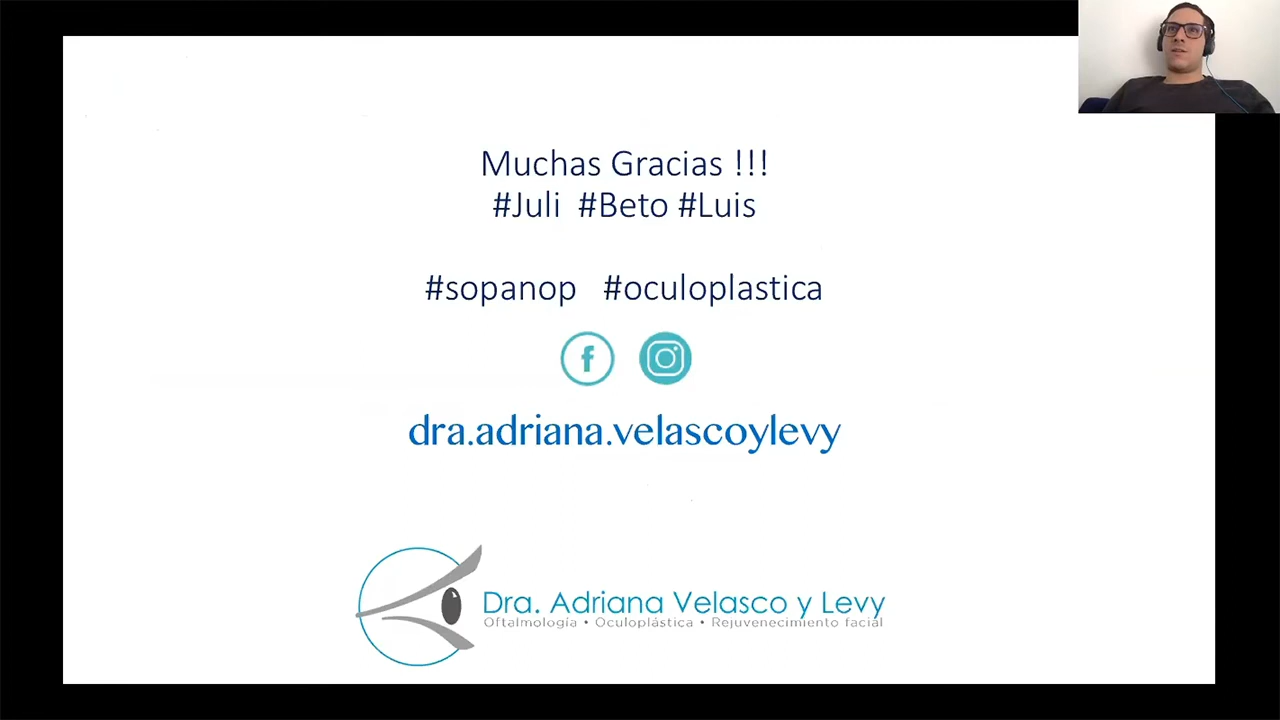 Muchas Gracias !!!
#Juli #Beto #Luis
#sopanop #oculoplastica
dra.adriana.velascoylevy
Dra. Adriana Velasco y Levy
Oftalmología • Oculoplástica • Rejuvenecimiento facial